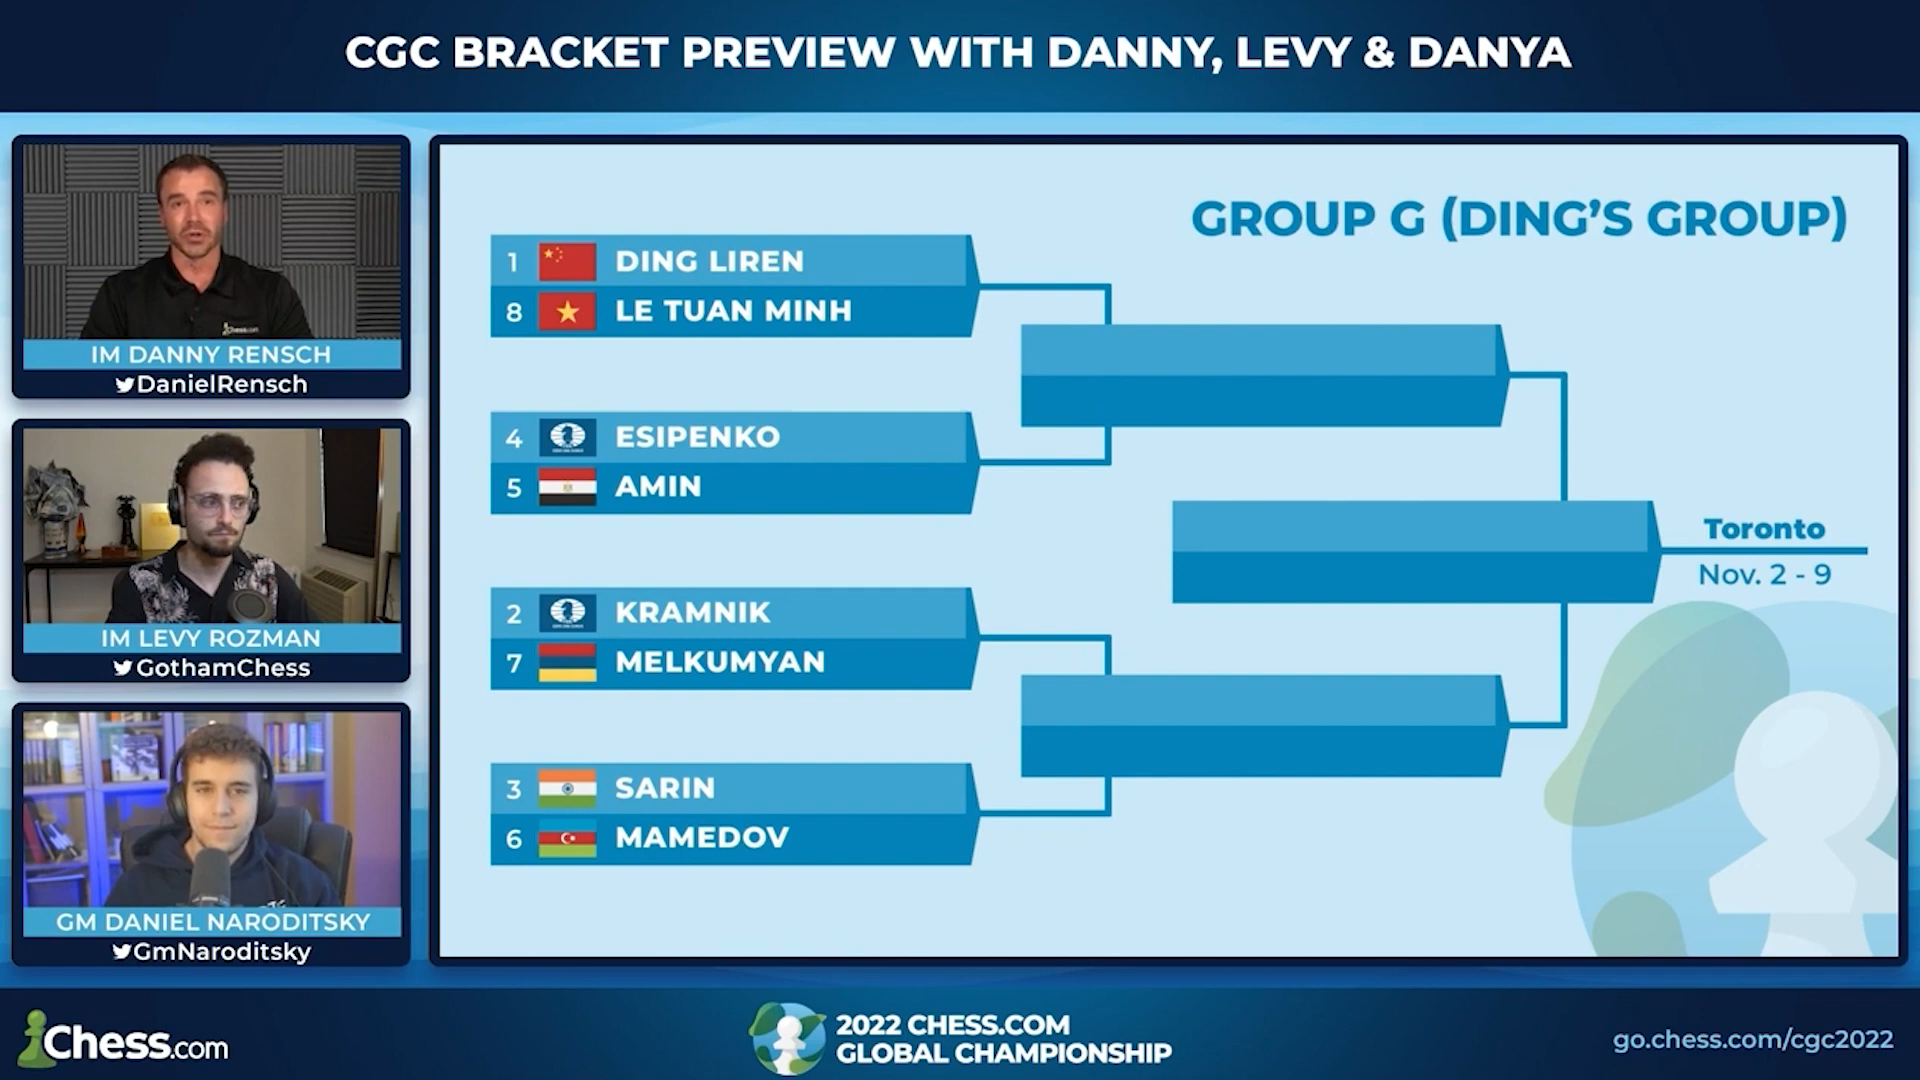 CGC BRACKET PREVIEW WITH DANNY, LEVY & DANYA
Chess.com
IM DANNY RENSCH
DanielRensch
IM LEVY ROZMAN
GothamChess
GM DANIEL NARODITSKY
GmNaroditsky
GROUP G (DING’S GROUP)
1 DING LIREN
8 LE TUAN MINH
4 ESIPENKO
5 AMIN
2 KRAMNIK
7 MELKUMYAN
3 SARIN
6 MAMEDOV
Toronto
Nov. 2 - 9
Chess.com
2022 CHESS.COM
GLOBAL CHAMPIONSHIP
go.chess.com/cgc2022